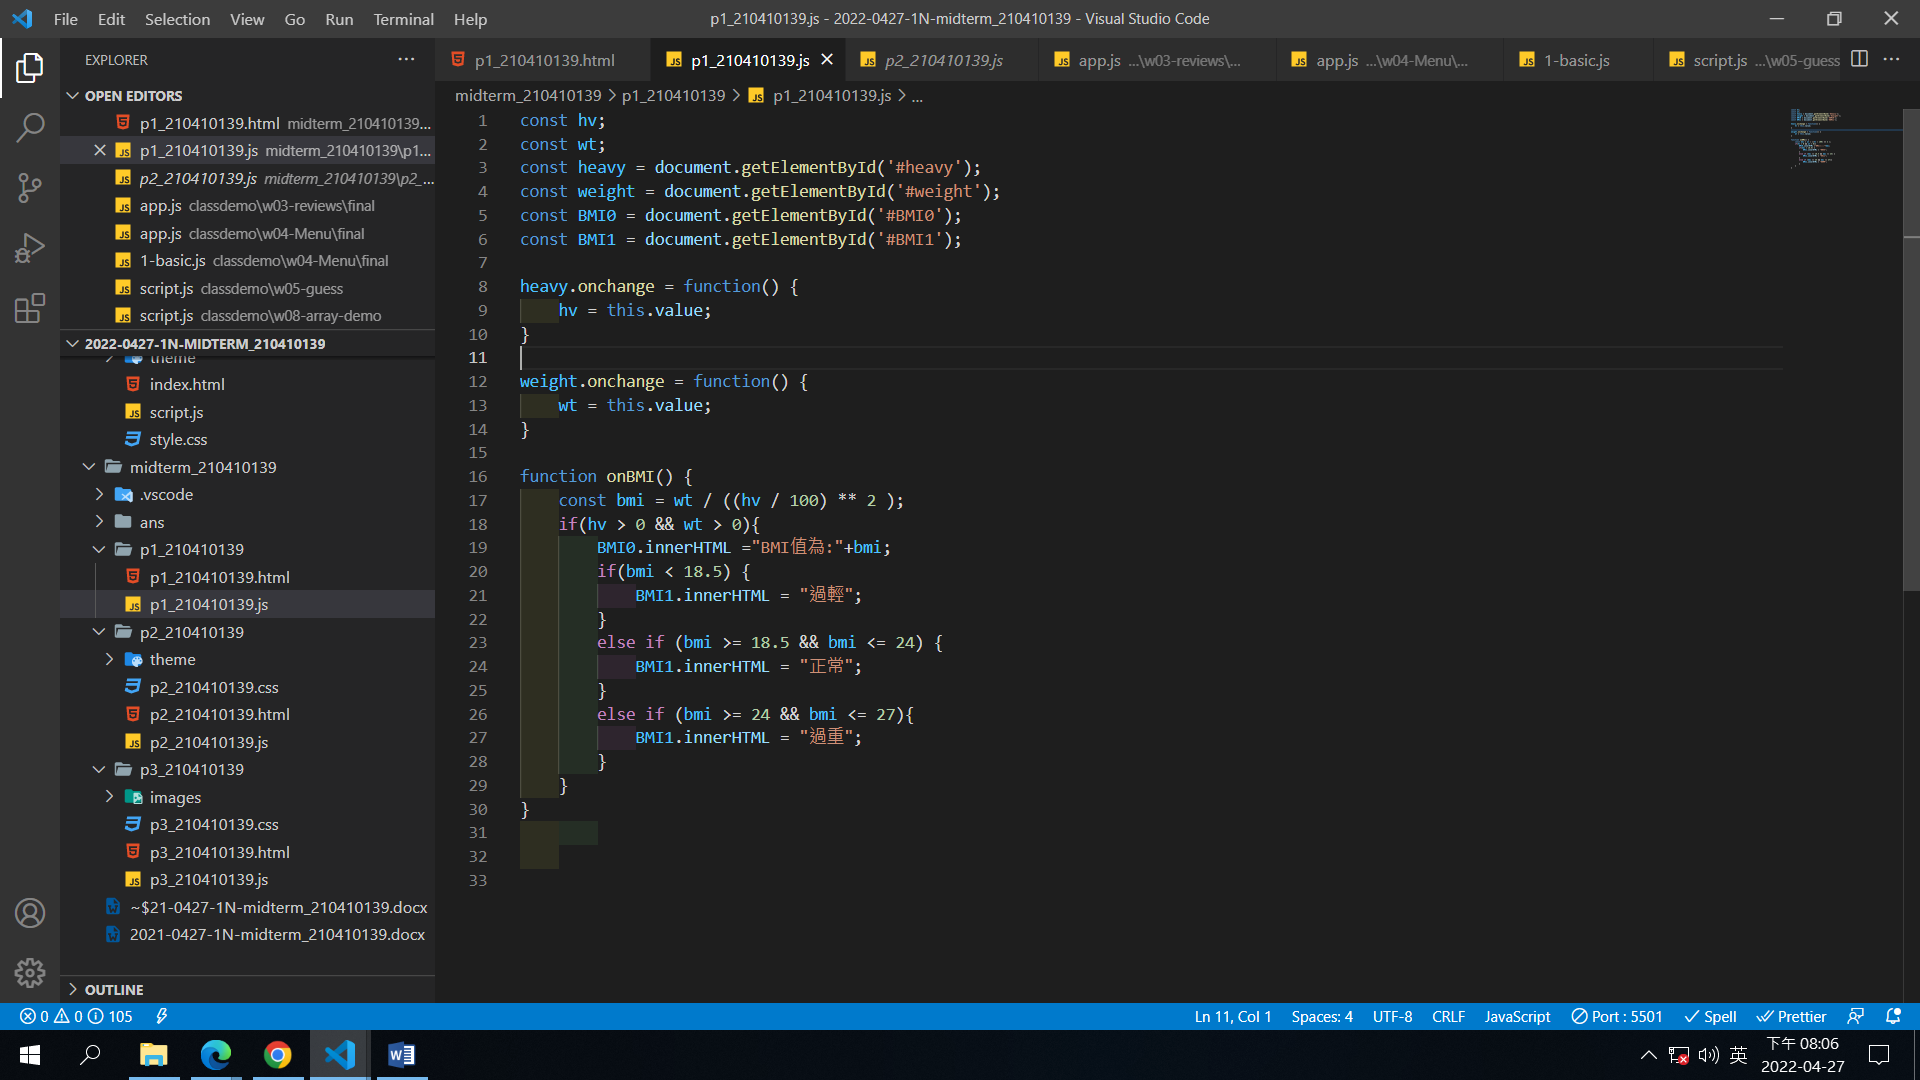 File Edit Selection View Go Run Terminal Help p1_210410139.js - 2022-0427-1N-midterm_210410139 - Visual Studio Code
EXPLORER ···
p1_210410139.html p1_210410139.js p2_210410139.js app.js ...\w03-reviews\... app.js ...\w04-Menu\... 1-basic.js script.js ...\w05-guess ···
OPEN EDITORS
p1_210410139.html midterm_210410139...
p1_210410139.js midterm_210410139\p1...
p2_210410139.js midterm_210410139\p2_...
app.js classdemo\w03-reviews\final
app.js classdemo\w04-Menu\final
1-basic.js classdemo\w04-Menu\final
script.js classdemo\w05-guess
script.js classdemo\w08-array-demo
2022-0427-1N-MIDTERM_210410139
theme
index.html
script.js
style.css
midterm_210410139
.vscode
ans
p1_210410139
p1_210410139.html
p1_210410139.js
p2_210410139
theme
p2_210410139.css
p2_210410139.html
p2_210410139.js
p3_210410139
images
p3_210410139.css
p3_210410139.html
p3_210410139.js
~$21-0427-1N-midterm_210410139.docx
2021-0427-1N-midterm_210410139.docx
OUTLINE
midterm_210410139 > p1_210410139 > p1_210410139.js > ...
1 const hv;
2 const wt;
3 const heavy = document.getElementById('#heavy');
4 const weight = document.getElementById('#weight');
5 const BMI0 = document.getElementById('#BMI0');
6 const BMI1 = document.getElementById('#BMI1');
7
8 heavy.onchange = function() {
9 hv = this.value;
10 }
11
12 weight.onchange = function() {
13 wt = this.value;
14 }
15
16 function onBMI() {
17 const bmi = wt / ((hv / 100) ** 2 );
18 if(hv > 0 && wt > 0){
19 BMI0.innerHTML ="BMI值為:"+bmi;
20 if(bmi < 18.5) {
21 BMI1.innerHTML = "過輕";
22 }
23 else if (bmi >= 18.5 && bmi <= 24) {
24 BMI1.innerHTML = "正常";
25 }
26 else if (bmi >= 24 && bmi <= 27){
27 BMI1.innerHTML = "過重";
28 }
29 }
30 }
31
32
33
0 0 105 Ln 11, Col 1 Spaces: 4 UTF-8 CRLF JavaScript Port : 5501 Spell Prettier
英 下午 08:06
2022-04-27